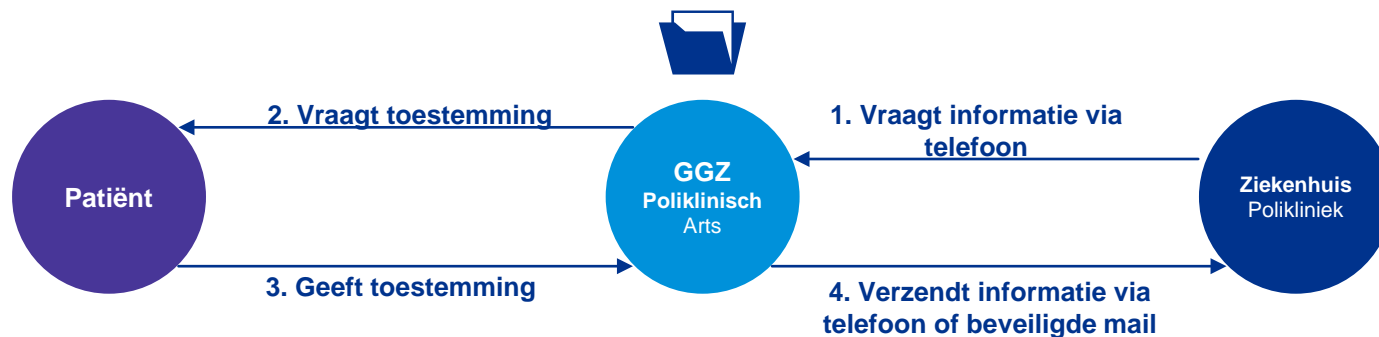 2. Vraagt toestemming
1. Vraagt informatie via
telefoon
Patiënt
GGZ
Poliklinisch
Arts
Ziekenhuis
Polikliniek
3. Geeft toestemming
4. Verzendt informatie via
telefoon of beveiligde mail